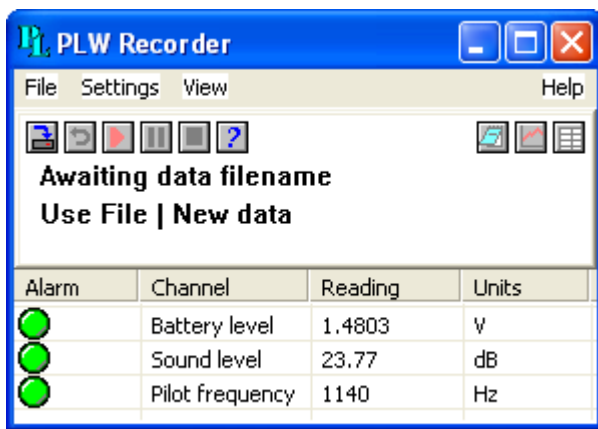 PLW Recorder
File Settings View Help
?
Awaiting data filename
Use File | New data
Alarm Channel Reading Units
Battery level 1.4803 V
Sound level 23.77 dB
Pilot frequency 1140 Hz